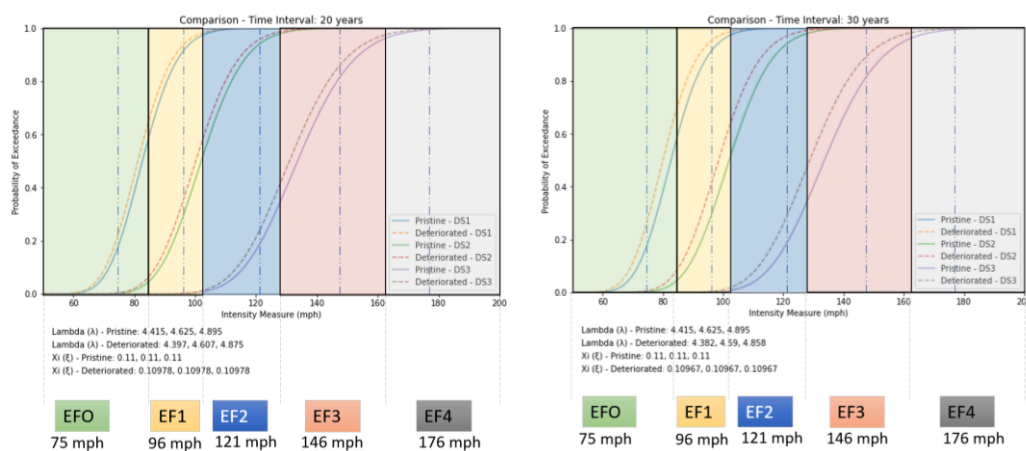 Comparison - Time Interval: 20 years
1.0
0.8
0.6
0.4
0.2
0.0
Probability of Exceedance
Pristine - DS1
Deteriorated - DS1
Pristine - DS2
Deteriorated - DS2
Pristine - DS3
Deteriorated - DS3
60 80 100 120 140 160 180 200
Intensity Measure (mph)
Lambda (λ) - Pristine: 4.415, 4.625, 4.895
Lambda (λ) - Deteriorated: 4.397, 4.607, 4.875
Xi (ξ) - Pristine: 0.11, 0.11, 0.11
Xi (ξ) - Deteriorated: 0.10978, 0.10978, 0.10978
EFO EF1 EF2 EF3 EF4
75 mph 96 mph 121 mph 146 mph 176 mph
Comparison - Time Interval: 30 years
1.0
0.8
0.6
0.4
0.2
0.0
Probability of Exceedance
Pristine - DS1
Deteriorated - DS1
Pristine - DS2
Deteriorated - DS2
Pristine - DS3
Deteriorated - DS3
60 80 100 120 140 160 180 200
Intensity Measure (mph)
Lambda (λ) - Pristine: 4.415, 4.625, 4.895
Lambda (λ) - Deteriorated: 4.382, 4.59, 4.858
Xi (ξ) - Pristine: 0.11, 0.11, 0.11
Xi (ξ) - Deteriorated: 0.10967, 0.10967, 0.10967
EFO EF1 EF2 EF3 EF4
75 mph 96 mph 121 mph 146 mph 176 mph